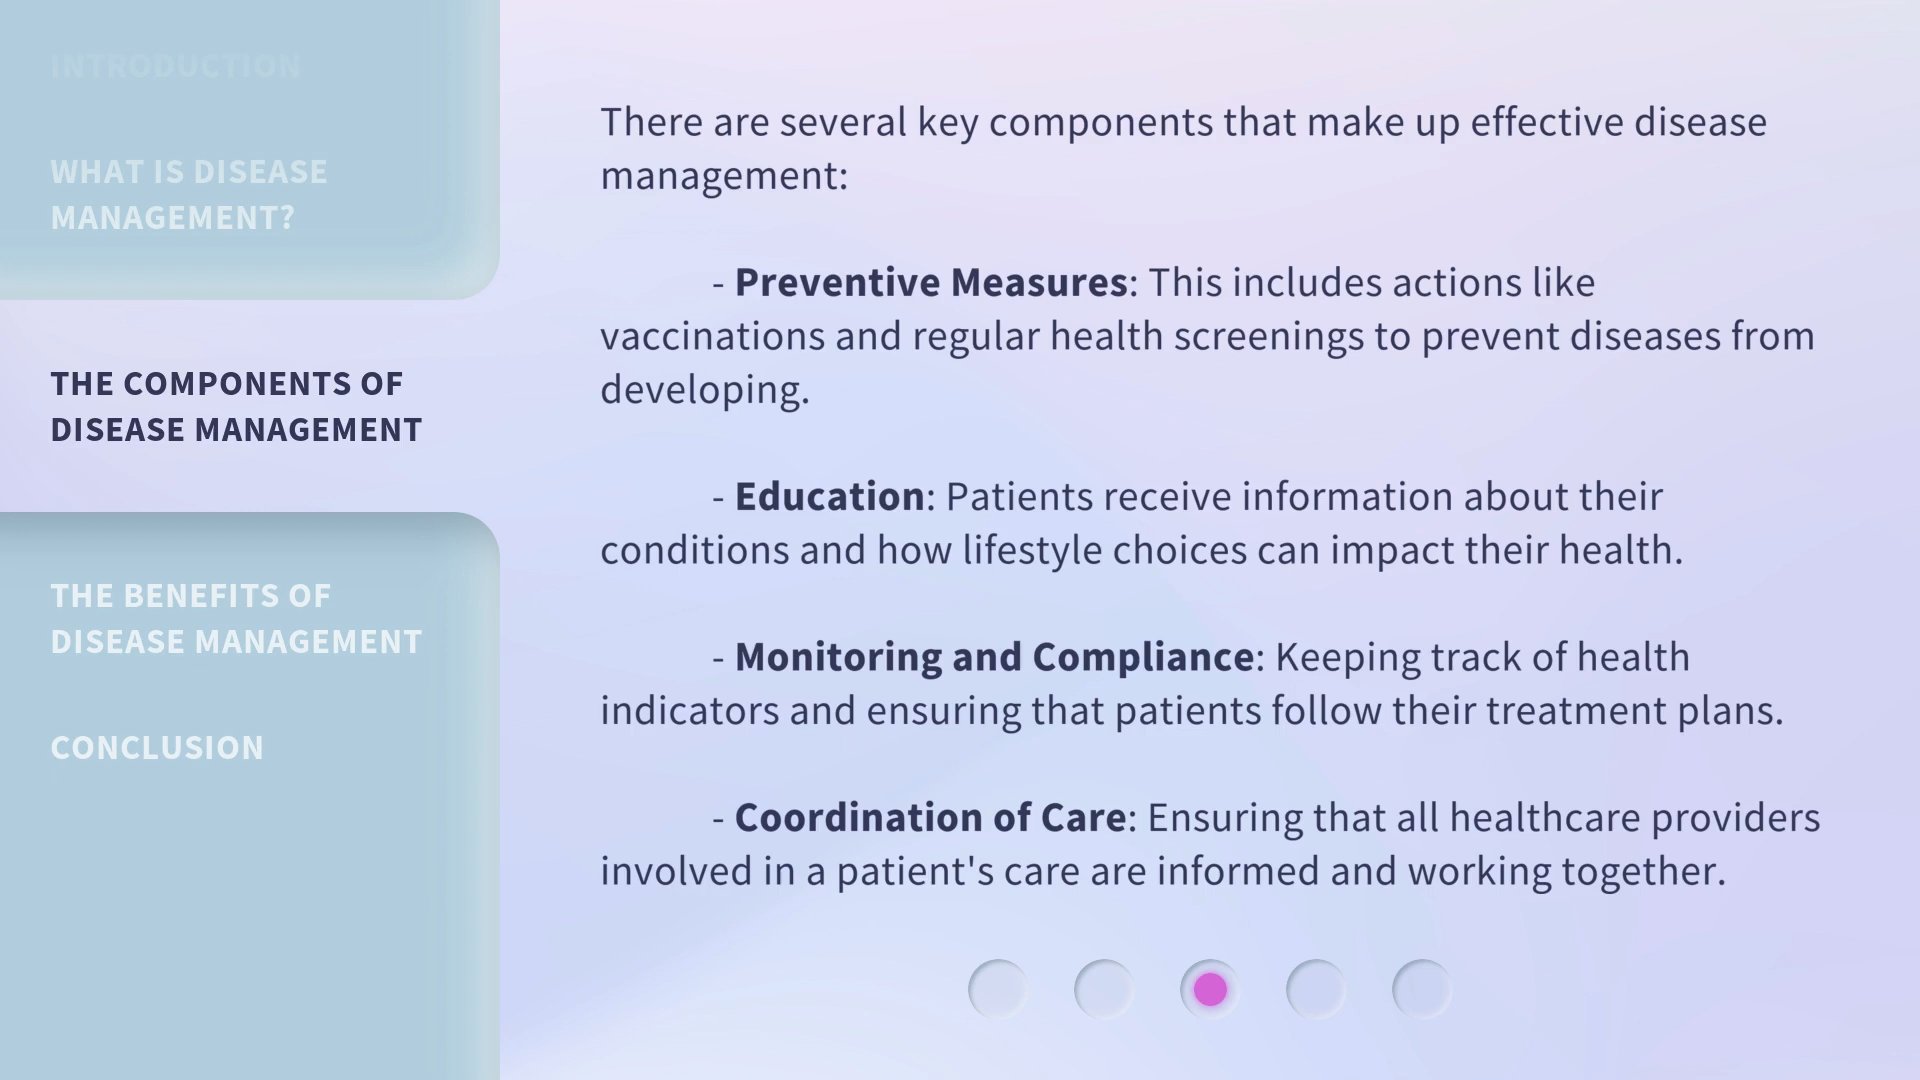 INTRODUCTION
WHAT IS DISEASE
MANAGEMENT?
THE COMPONENTS OF
DISEASE MANAGEMENT
THE BENEFITS OF
DISEASE MANAGEMENT
CONCLUSION
There are several key components that make up effective disease
management:
- Preventive Measures: This includes actions like
vaccinations and regular health screenings to prevent diseases from
developing.
- Education: Patients receive information about their
conditions and how lifestyle choices can impact their health.
- Monitoring and Compliance: Keeping track of health
indicators and ensuring that patients follow their treatment plans.
- Coordination of Care: Ensuring that all healthcare providers
involved in a patient's care are informed and working together.